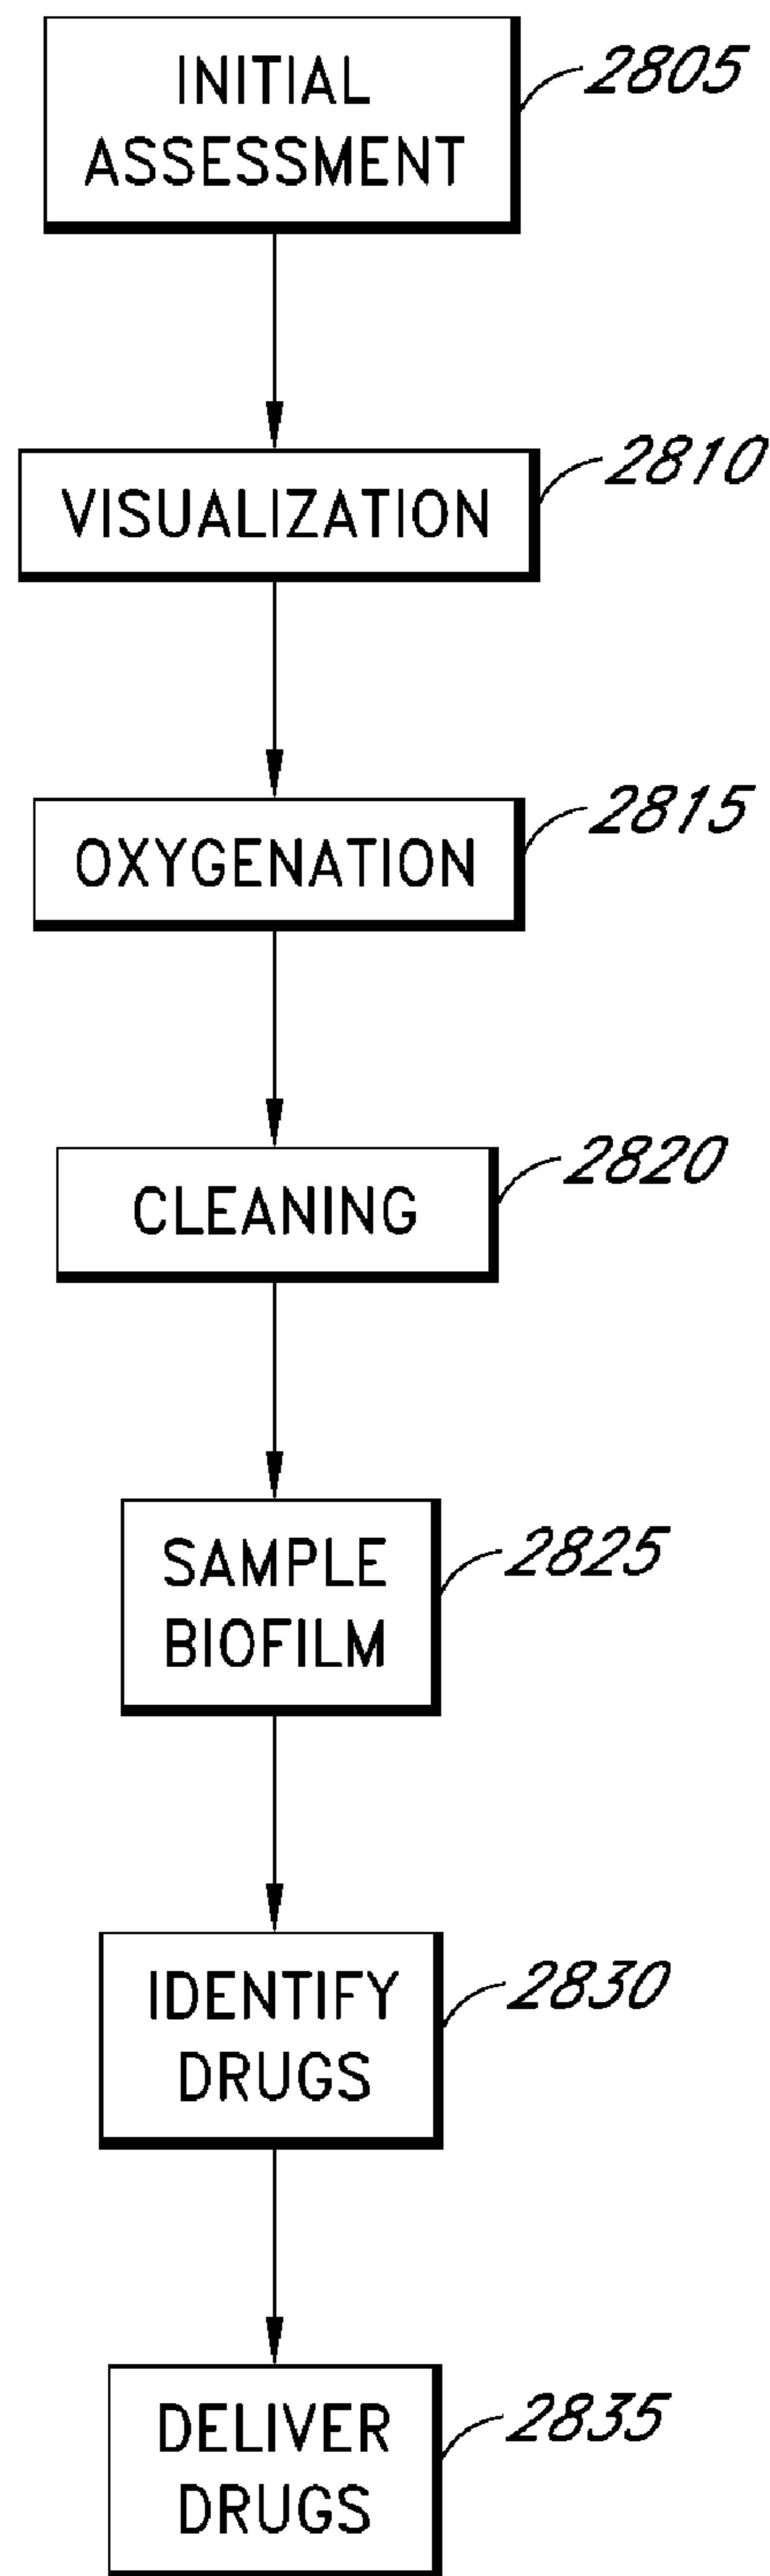 INITIAL
ASSESSMENT
2805
VISUALIZATION
2810
OXYGENATION
2815
CLEANING
2820
SAMPLE
BIOFILM
2825
IDENTIFY
DRUGS
2830
DELIVER
DRUGS
2835